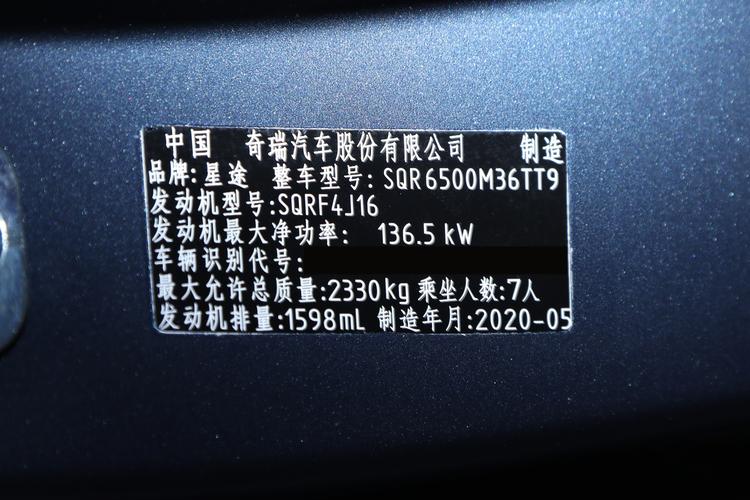 中国 奇瑞汽车股份有限公司 制造
品牌:星途 整车型号:SQR6500M36TT9
发动机型号:SQRF4J16
发动机最大净功率: 136.5 kW
车辆识别代号:
最大允许总质量:2330kg 乘坐人数:7人
发动机排量:1598mL 制造年月:2020-05